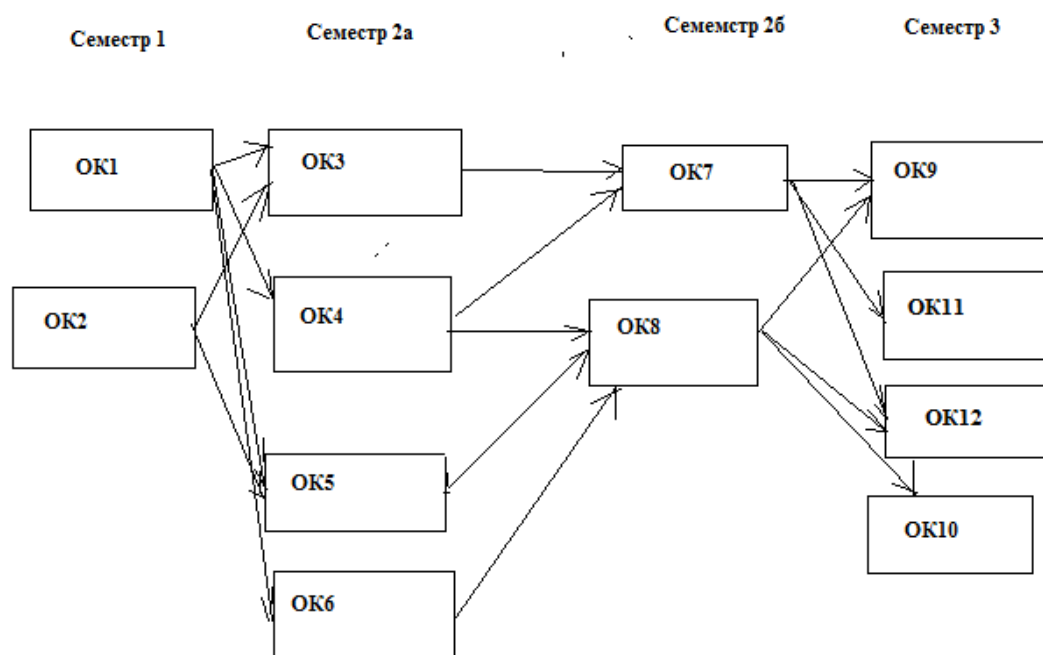 Семестр 1
Семестр 2а
Семемстр 2б
Семестр 3
ОК1
ОК3
ОК7
ОК9
ОК2
ОК4
ОК8
ОК11
ОК12
ОК5
ОК10
ОК6